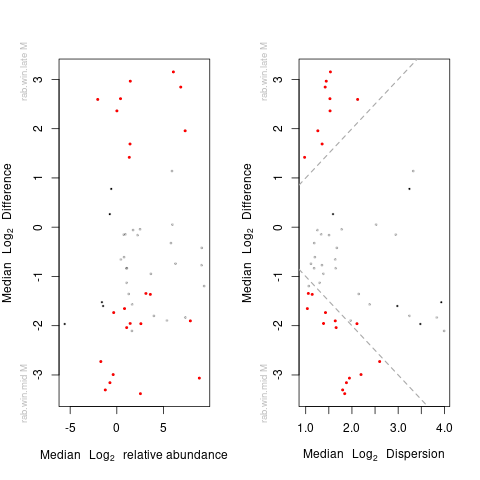 rab.win.late M
rab.win.mid M
Median Log2 Difference
3
2
1
0
-1
-2
-3
-5 0 5
Median Log2 relative abundance
rab.win.late M
rab.win.mid M
Median Log2 Difference
3
2
1
0
-1
-2
-3
1.0 2.0 3.0 4.0
Median Log2 Dispersion